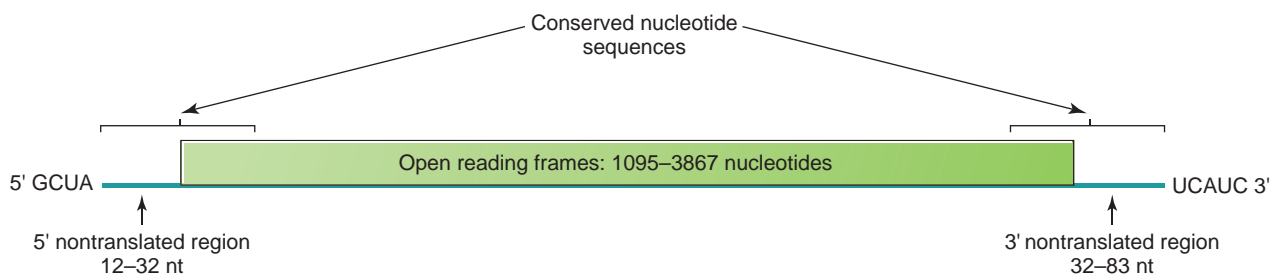 Conserved nucleotide
sequences
Open reading frames: 1095–3867 nucleotides
5' GCUA
UCAUC 3'
5' nontranslated region
12–32 nt
3' nontranslated region
32–83 nt